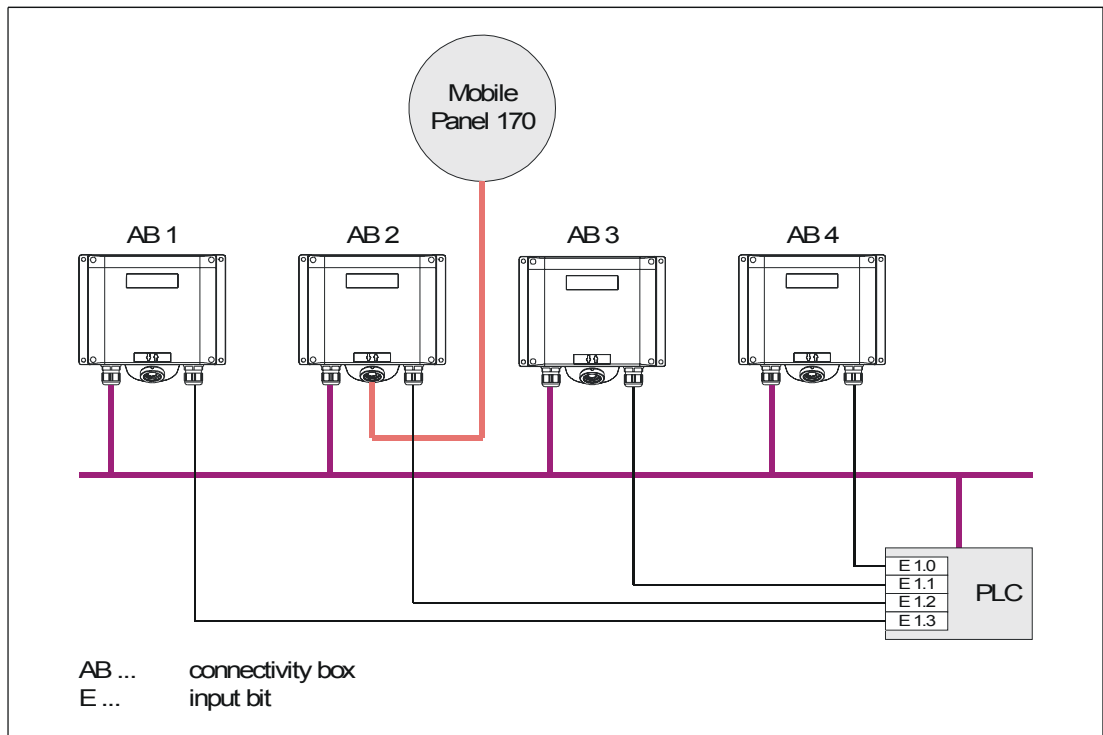 Mobile
Panel 170
AB 1
AB 2
AB 3
AB 4
E 1.0
E 1.1
E 1.2
E 1.3
PLC
AB ... connectivity box
E ... input bit